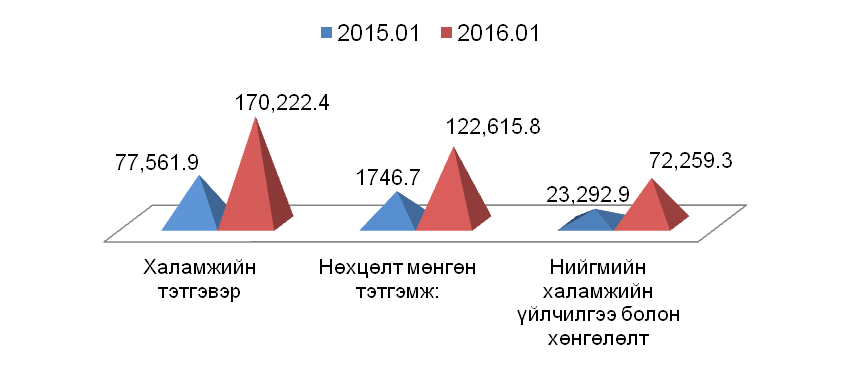 2015.01 2016.01
170,222.4
122,615.8
77,561.9
1746.7
72,259.3
23,292.9
Халамжийн
тэтгэвэр
Нөхцөлт мөнгөн
тэтгэмж:
Нийгмийн
халамжийн
үйлчилгээ болон
хөнгөлөлт